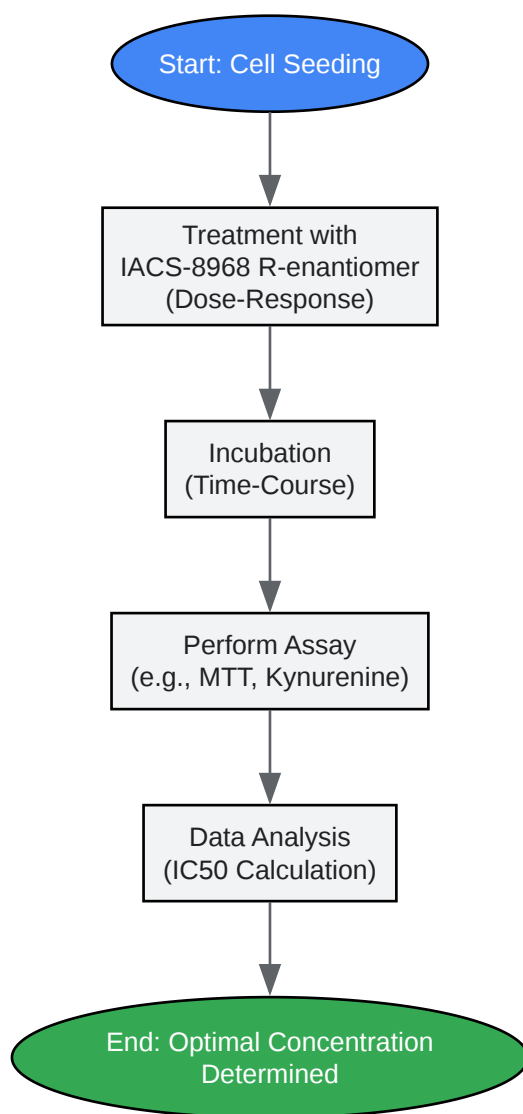 Start: Cell Seeding
Treatment with
IACS-8968 R-enantiomer
(Dose-Response)
Incubation
(Time-Course)
Perform Assay
(e.g., MTT, Kynurenine)
Data Analysis
(IC50 Calculation)
End: Optimal Concentration
Determined